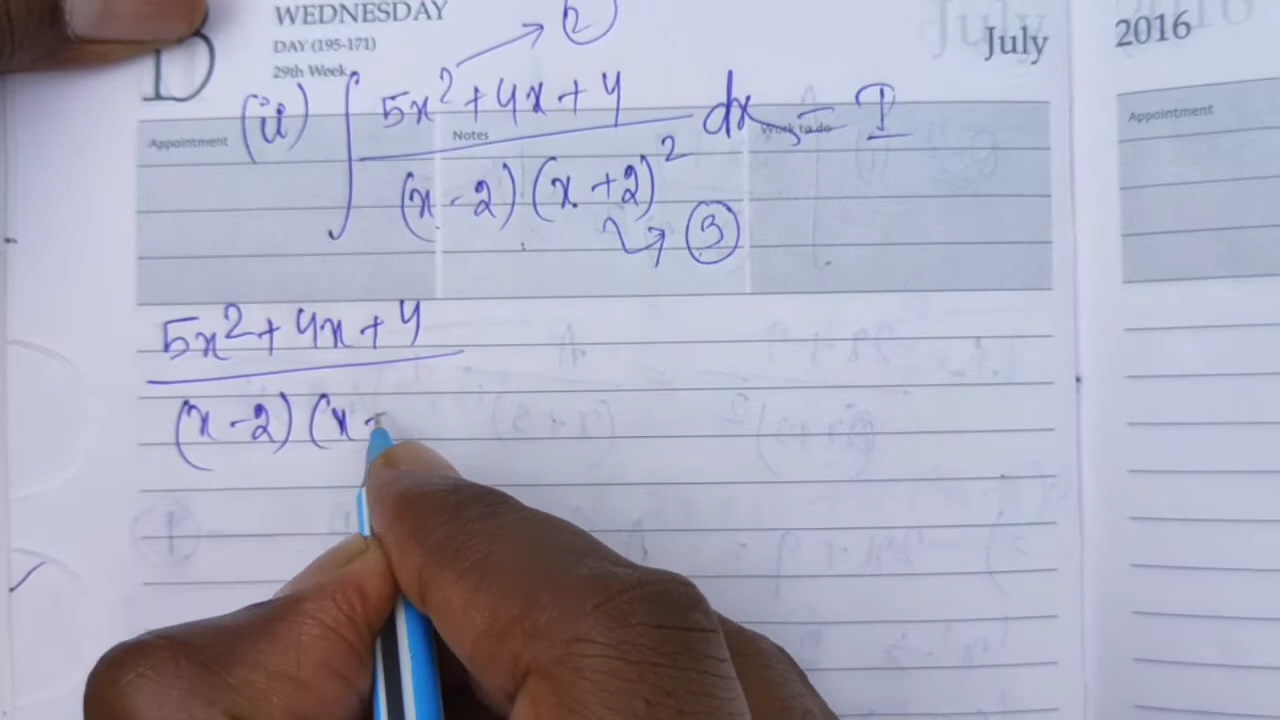 WEDNESDAY
DAY (195-171)
29th Week
July
2016
2
(ii) ∫ 5x²+4x+4 / (x-2)(x+2)² dx = I
3
Appointment
Notes
Work to do
Appointment
5x²+4x+4
(x-2)(x